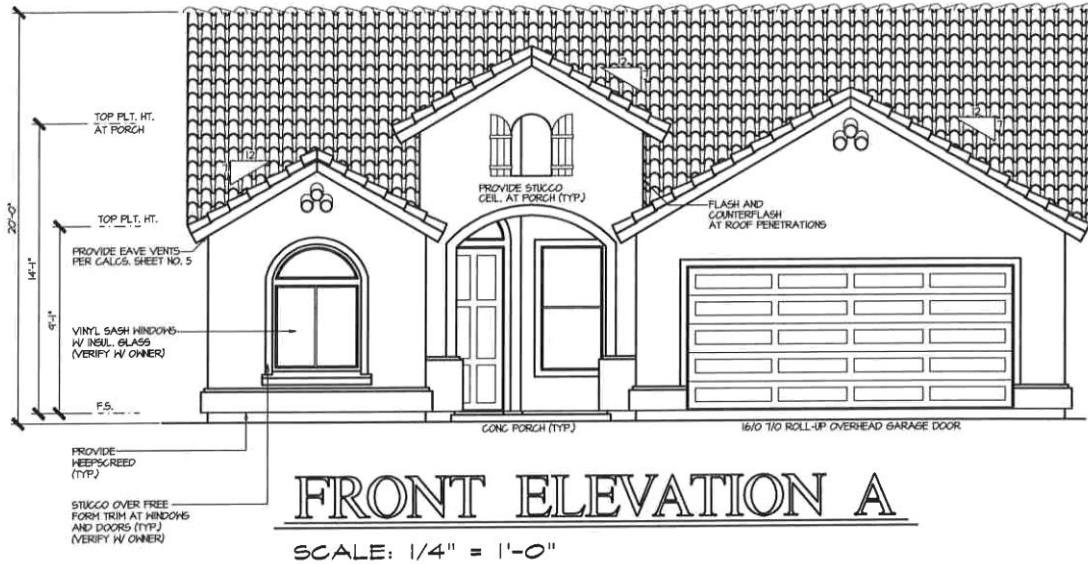 20'-0"
14'-1"
9'-1"
TOP PLT. HT.
AT PORCH
TOP PLT. HT.
PROVIDE EAVE VENTS
PER CALCS. SHEET NO. 5
VINYL SASH WINDOWS
W/ INSUL. GLASS
(VERIFY W/ OWNER)
F.S.
PROVIDE
WEEPSCREED
(TYP.)
STUCCO OVER FREE
FORM TRIM AT WINDOWS
AND DOORS (TYP.)
(VERIFY W/ OWNER)
12
7
12
12
7
PROVIDE STUCCO
CEIL. AT PORCH (TYP.)
FLASH AND
COUNTERFLASH
AT ROOF PENETRATIONS
CONC PORCH (TYP.)
16/0 7/0 ROLL-UP OVERHEAD GARAGE DOOR
FRONT ELEVATION A
SCALE: 1/4" = 1'-0"